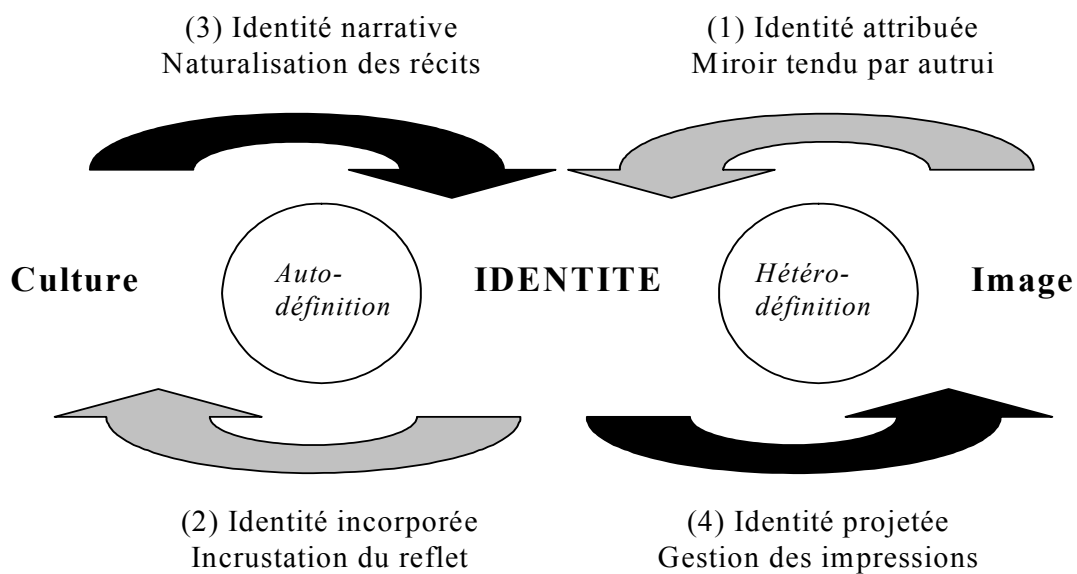 (3) Identité narrative
Naturalisation des récits
(1) Identité attribuée
Miroir tendu par autrui
Culture
Auto-
définition
IDENTITE
Hétéro-
définition
Image
(2) Identité incorporée
Incrustation du reflet
(4) Identité projetée
Gestion des impressions